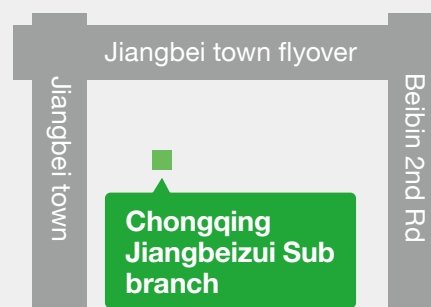 Jiangbei town flyover
Jiangbei town
Beibin 2nd Rd
Chongqing
Jiangbeizui Sub
branch